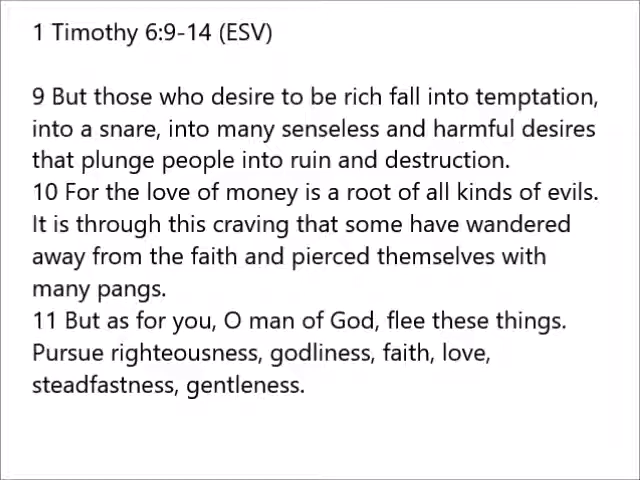 1 Timothy 6:9-14 (ESV)
9 But those who desire to be rich fall into temptation,
into a snare, into many senseless and harmful desires
that plunge people into ruin and destruction.
10 For the love of money is a root of all kinds of evils.
It is through this craving that some have wandered
away from the faith and pierced themselves with
many pangs.
11 But as for you, O man of God, flee these things.
Pursue righteousness, godliness, faith, love,
steadfastness, gentleness.